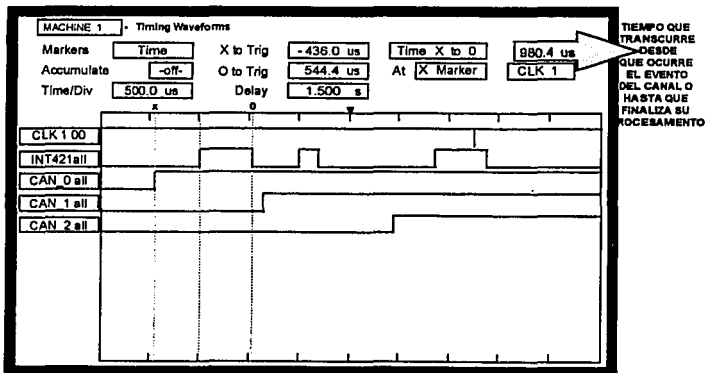 MACHINE 1 - Timing Waveforms
Markers Time X to Trig -436.0 us Time X to 0 980.4 us
Accumulate -off- O to Trig 544.4 us At X Marker CLK 1
Time/Div 500.0 us Delay 1.500 s
x 0
CLK 1 00
INT421all
CAN_0 all
CAN_1 all
CAN_2 all
TIEMPO QUE
TRANSCURRE
DESDE
QUE OCURRE
EL EVENTO
DEL CANAL O
HASTA QUE
FINALIZA SU
ROCESAMIENTO